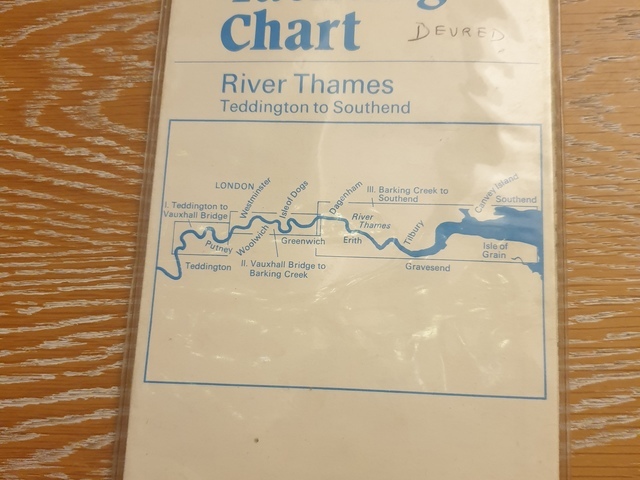 Chart
DEURED
River Thames
Teddington to Southend
LONDON
Westminster
Isle of Dogs
Dagenham
III. Barking Creek to
Southend
Canvey Island
Southend
I. Teddington to
Vauxhall Bridge
River
Thames
Tilbury
Putney
Woolwich
Greenwich
Erith
Isle of
Grain
Teddington
II. Vauxhall Bridge to
Barking Creek
Gravesend